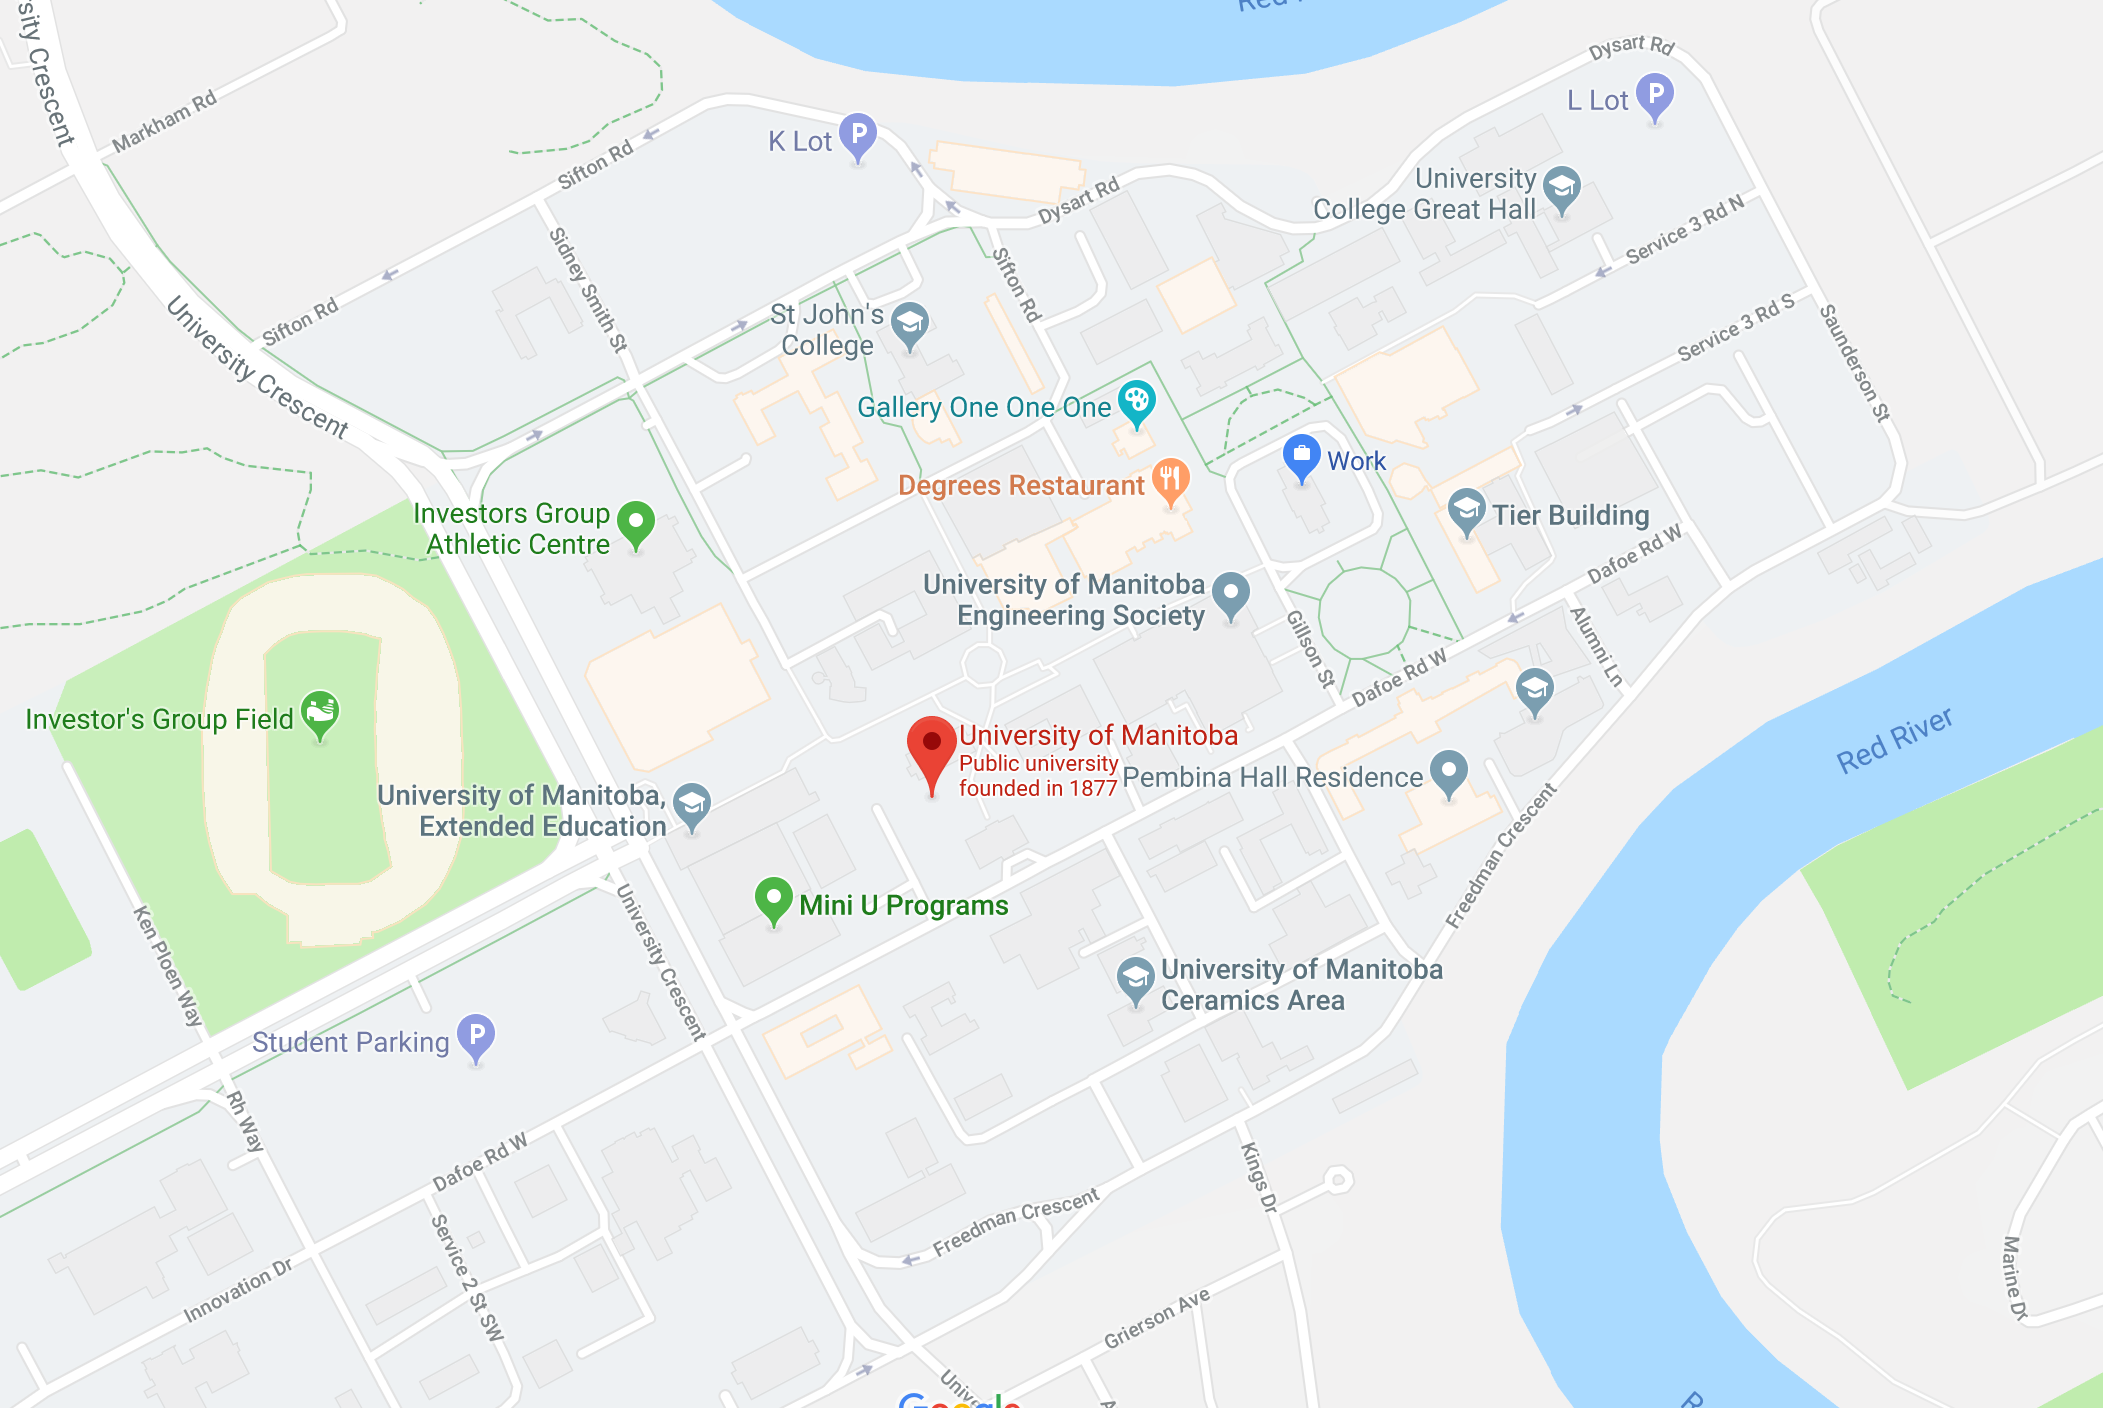 Red
University Crescent
Markham Rd
Sifton Rd
K Lot
P
Dysart Rd
Dysart Rd
L Lot
P
University
College Great Hall
Service 3 Rd N
Sifton Rd
Sidney Smith St
Sifton Rd
St John's
College
Service 3 Rd S
Saunderson St
University Crescent
Gallery One One One
Work
Degrees Restaurant
Investors Group
Athletic Centre
Tier Building
Dafoe Rd W
University of Manitoba
Engineering Society
Gillson St
Alumni Ln
Dafoe Rd W
Investor's Group Field
University of Manitoba
Public university
founded in 1877
Pembina Hall Residence
Red River
University of Manitoba,
Extended Education
Freedman Crescent
Mini U Programs
Ken Ploen Way
University Crescent
University of Manitoba
Ceramics Area
Student Parking
P
Rh Way
Dafoe Rd W
Kings Dr
Freedman Crescent
Service 2 St SW
Innovation Dr
Marine Dr
Grierson Ave
Unive
Google